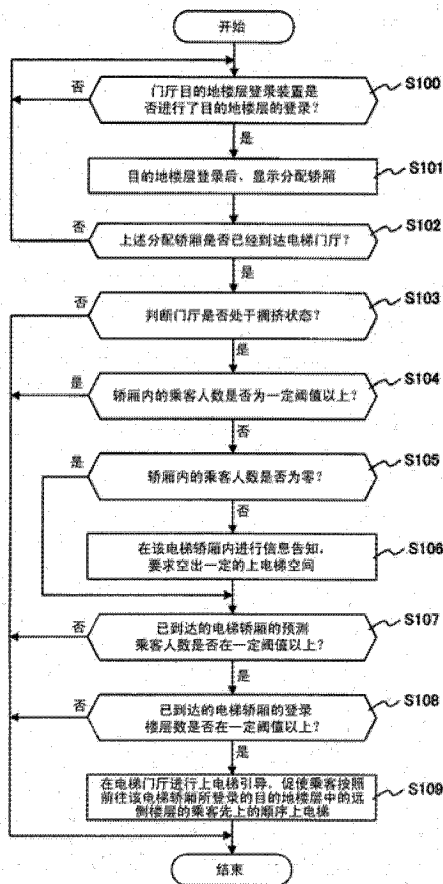 开始
S100
门厅目的地楼层登录装置是
否进行了目的地楼层的登录？
否
是
S101
目的地楼层登录后，显示分配轿厢
S102
上述分配轿厢是否已经到达电梯门厅？
否
是
S103
判断门厅是否处于拥挤状态？
否
是
S104
轿厢内的乘客人数是否为一定阈值以上？
是
否
S105
轿厢内的乘客人数是否为零？
是
否
S106
在该电梯轿厢内进行信息告知，
要求空出一定的上电梯空间
S107
已到达的电梯轿厢的预测
乘客人数是否在一定阈值以上？
否
是
S108
已到达的电梯轿厢的登录
楼层数是否在一定阈值以上？
否
是
S109
在电梯门厅进行上电梯引导，促使乘客按照
前往该电梯轿厢所登录的目的地楼层中的远
侧楼层的乘客先上的顺序上电梯
结束